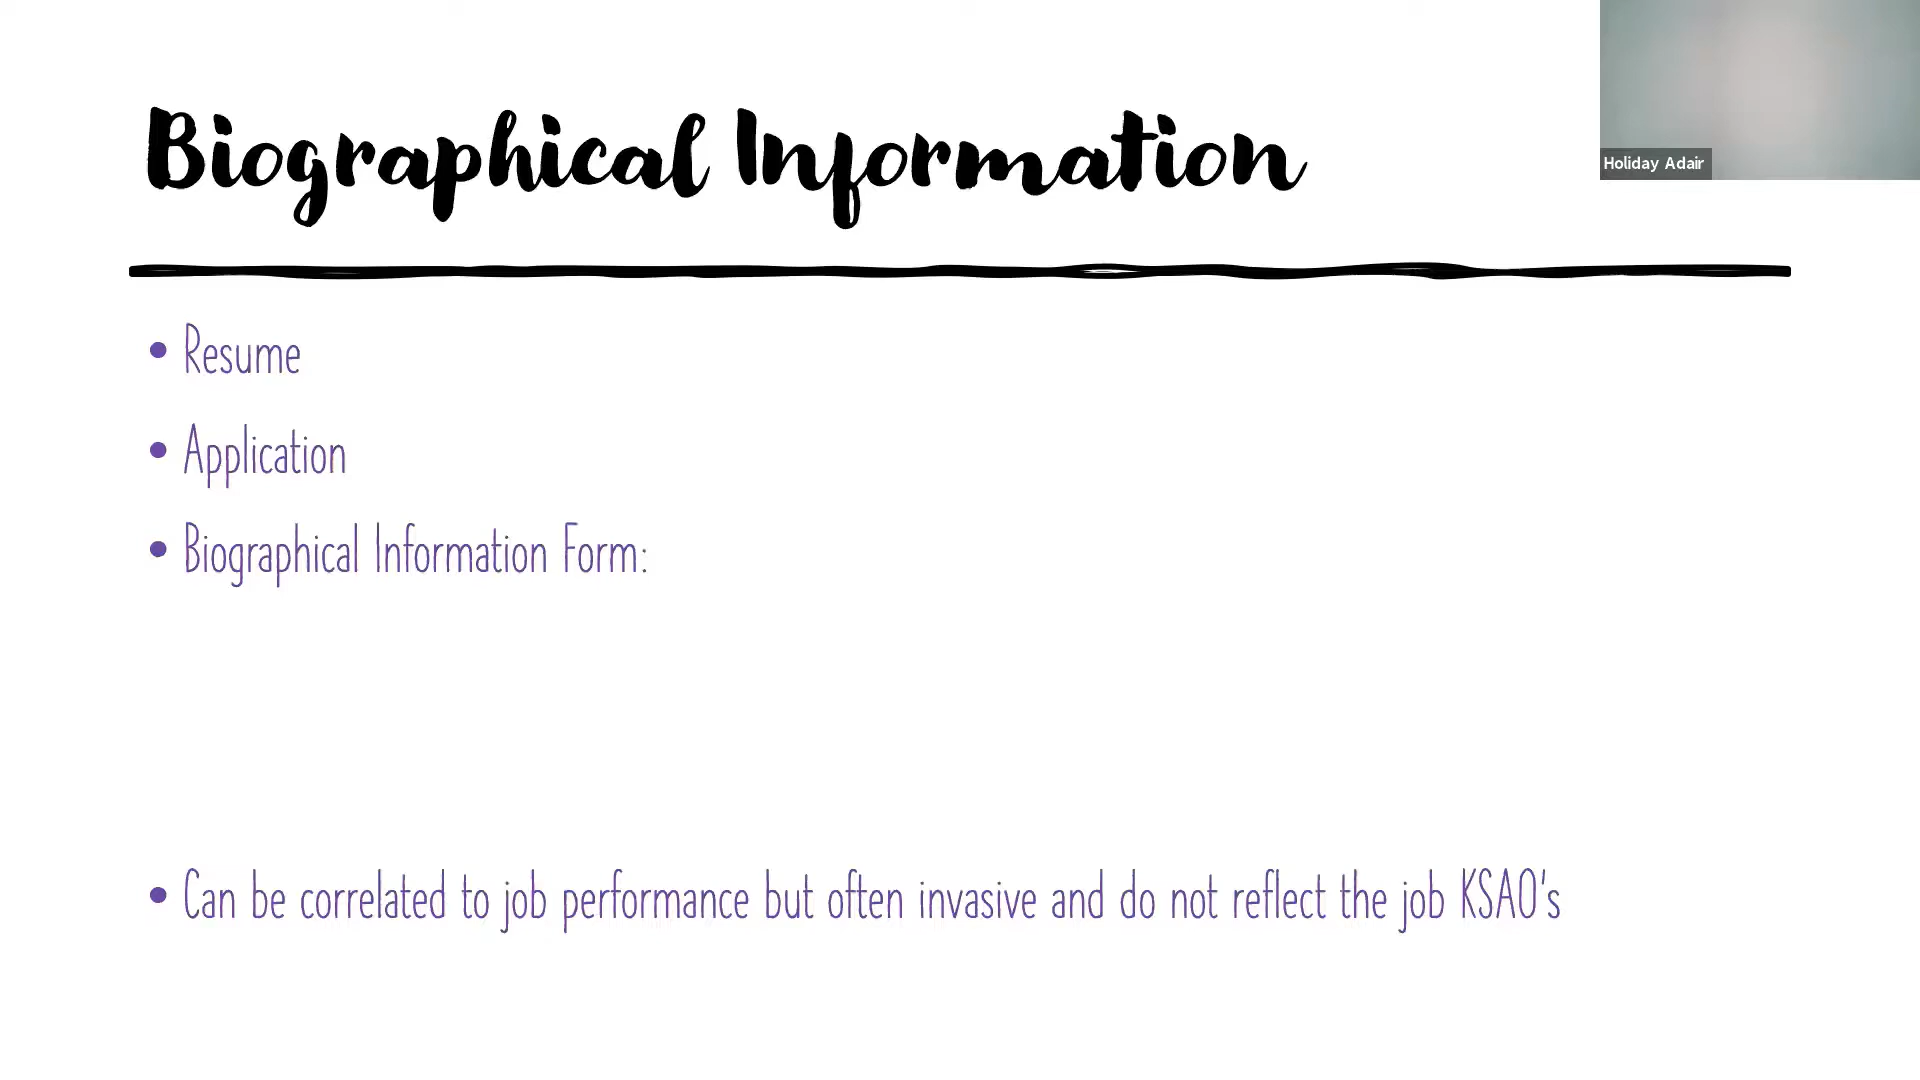 Biographical Information
Holiday Adair
• Resume
• Application
• Biographical Information Form:
• Can be correlated to job performance but often invasive and do not reflect the job KSAO's